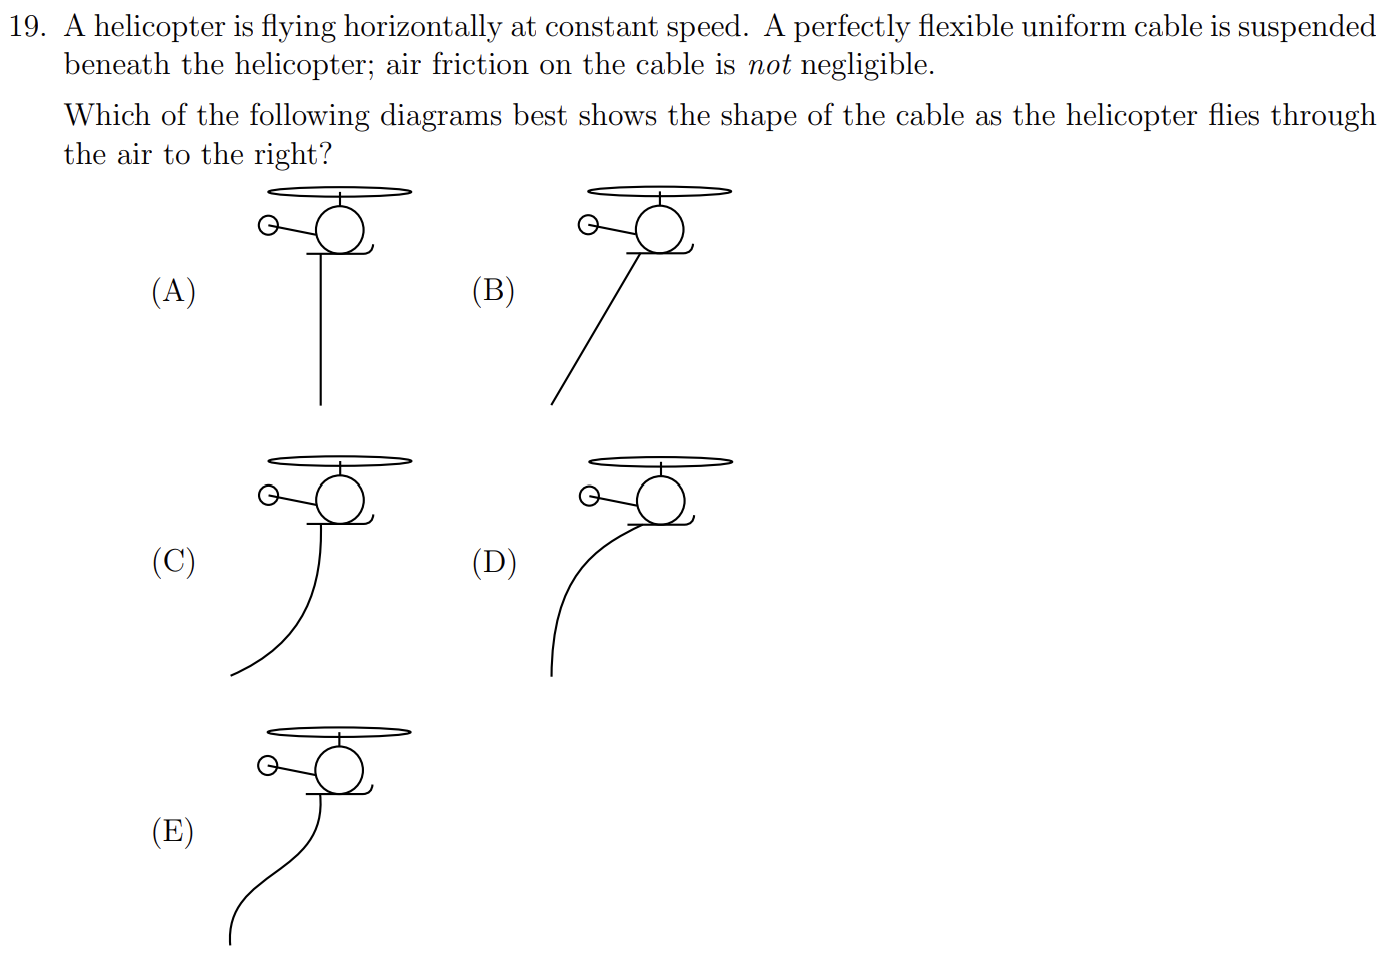 19. A helicopter is flying horizontally at constant speed. A perfectly flexible uniform cable is suspended
beneath the helicopter; air friction on the cable is not negligible.
Which of the following diagrams best shows the shape of the cable as the helicopter flies through
the air to the right?
(A)
(B)
(C)
(D)
(E)